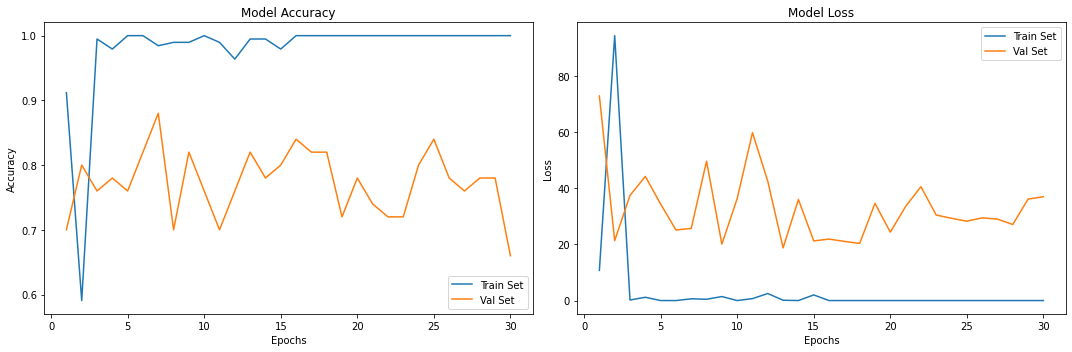 Model Accuracy
1.0
0.9
0.8
0.7
0.6
Accuracy
0
5
10
15
20
25
30
Epochs
Train Set
Val Set
Model Loss
80
60
40
20
0
Loss
0
5
10
15
20
25
30
Epochs
Train Set
Val Set